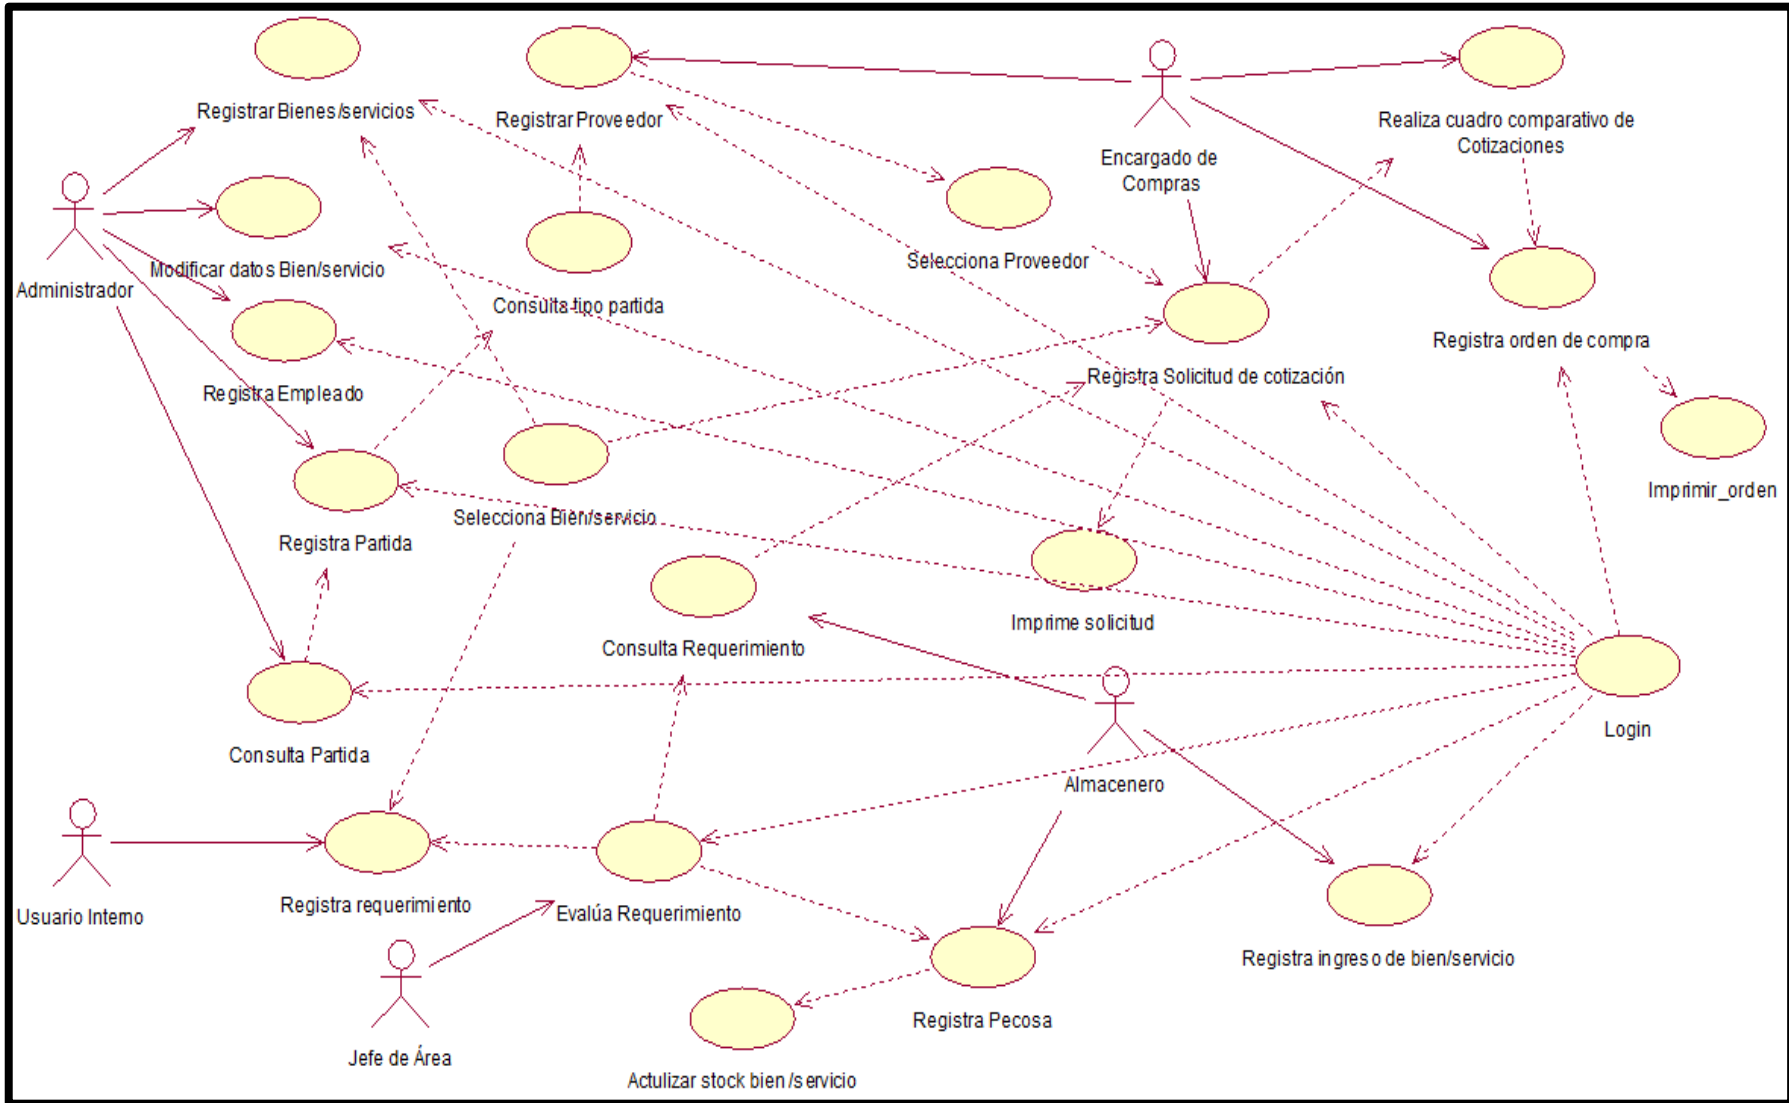 Registrar Bienes/servicios
Registrar Proveedor
Realiza cuadro comparativo de
Cotizaciones
Encargado de
Compras
Administrador
Modificar datos Bien/servicio
Selecciona Proveedor
Consulta tipo partida
Registra orden de compra
Registra Empleado
Registra Solicitud de cotización
Imprimir_orden
Selecciona Bien/servicio
Registra Partida
Imprime solicitud
Consulta Requerimiento
Login
Consulta Partida
Almacenero
Usuario Interno
Registra requerimiento
Evalúa Requerimiento
Registra ingreso de bien/servicio
Registra Pecosa
Jefe de Área
Actulizar stock bien/servicio